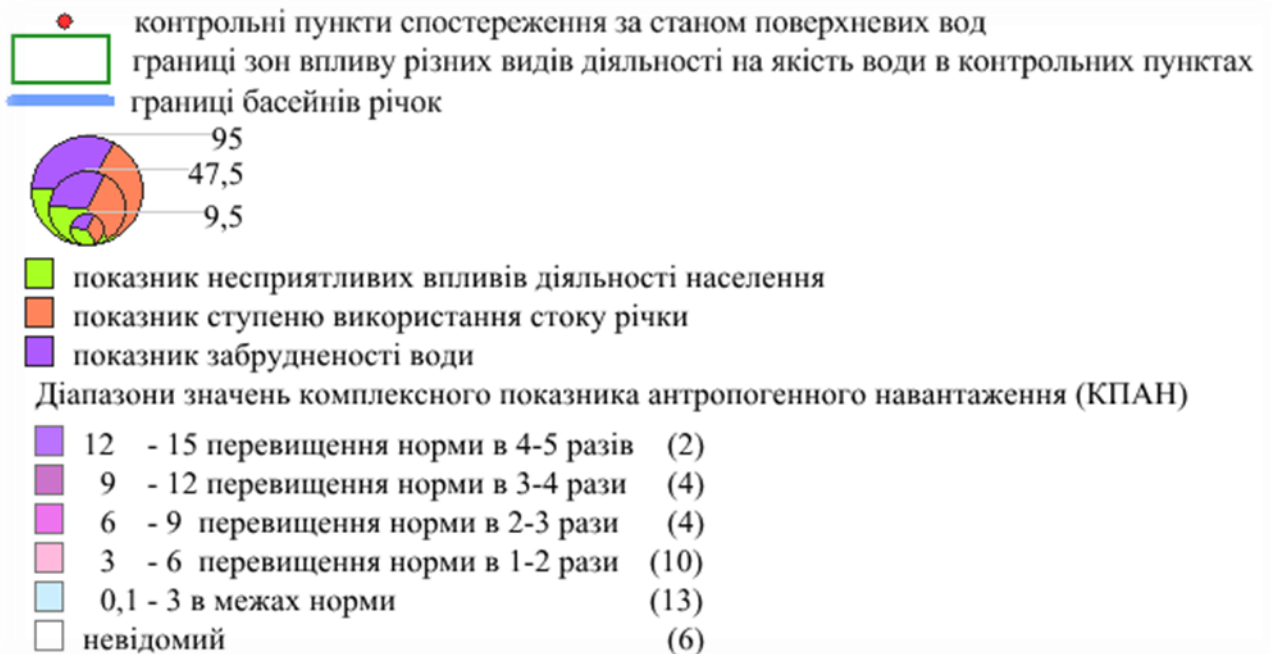 контрольні пункти спостереження за станом поверхневих вод
границі зон впливу різних видів діяльності на якість води в контрольних пунктах
границі басейнів річок
95
47,5
9,5
показник несприятливих впливів діяльності населення
показник ступеню використання стоку річки
показник забрудненості води
Діапазони значень комплексного показника антропогенного навантаження (КПАН)
12 - 15 перевищення норми в 4-5 разів (2)
9 - 12 перевищення норми в 3-4 рази (4)
6 - 9 перевищення норми в 2-3 рази (4)
3 - 6 перевищення норми в 1-2 рази (10)
0,1 - 3 в межах норми (13)
невідомий (6)